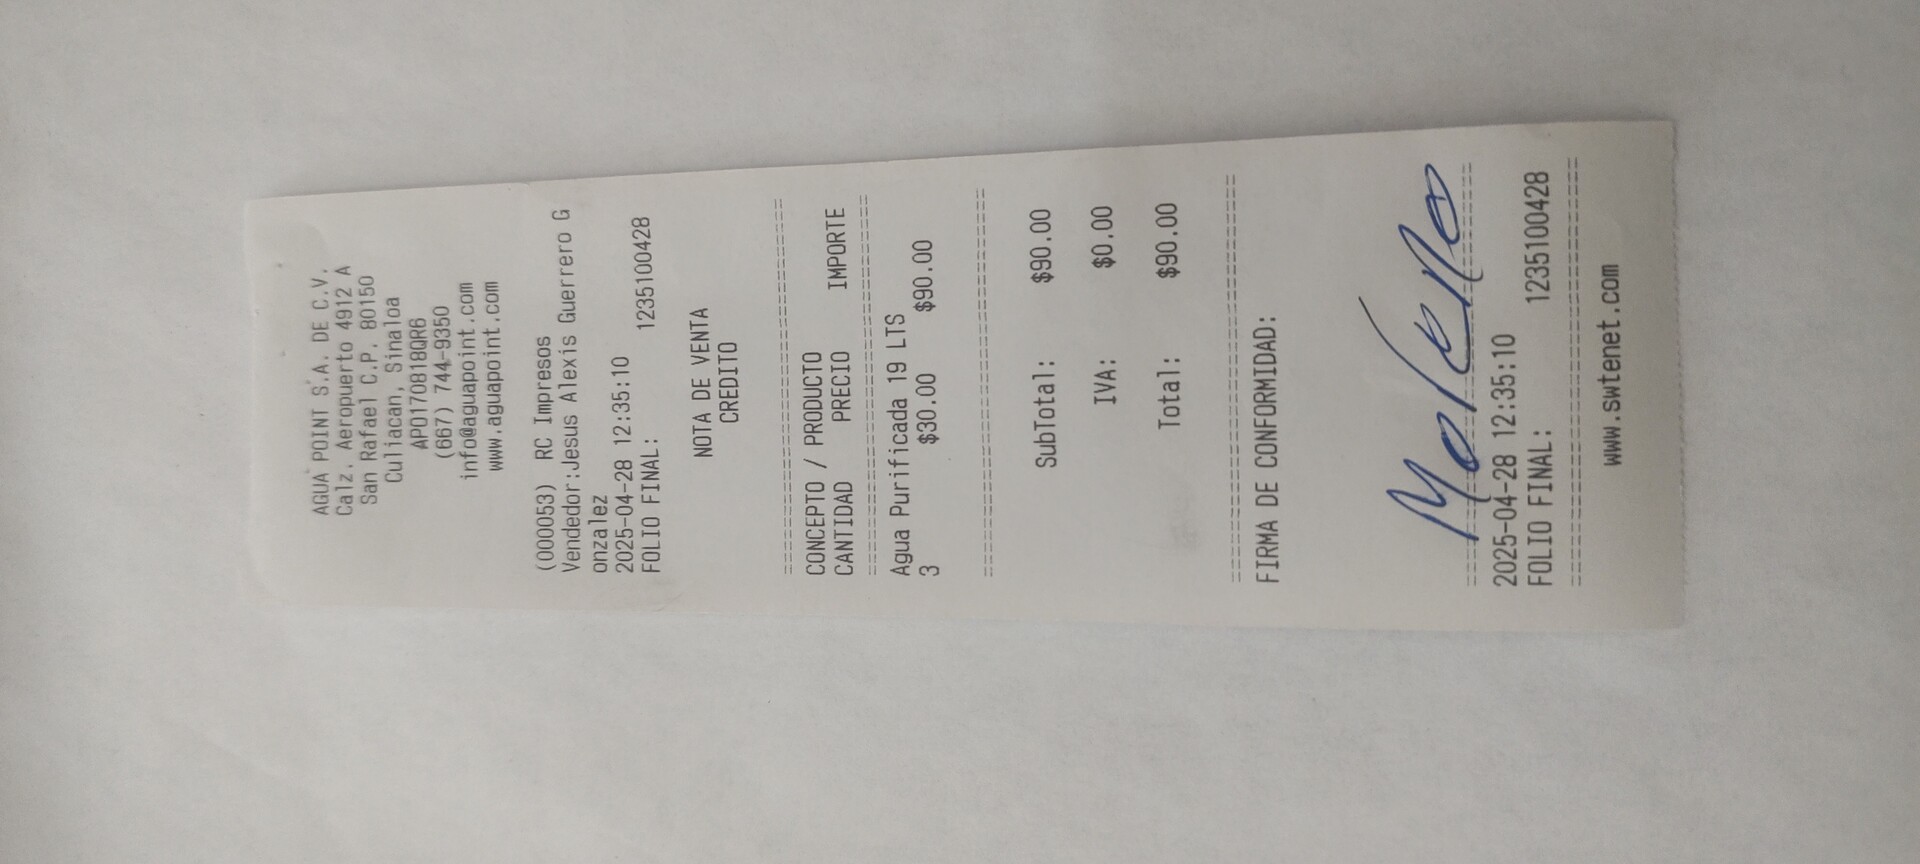 AGUA POINT S.A. DE C.V.
Calz. Aeropuerto 4912 A
San Rafael C.P. 80150
Culiacan, Sinaloa
APO170818QR6
(667) 744-9350
info@aguapoint.com
www.aguapoint.com
(000053) RC Impresos
Vendedor:Jesus Alexis Guerrero G
onzalez
2025-04-28 12:35:10
FOLIO FINAL: 1235100428
NOTA DE VENTA
CREDITO
================================
CONCEPTO / PRODUCTO
CANTIDAD PRECIO IMPORTE
================================
Agua Purificada 19 LTS
3 $30.00 $90.00
================================
SubTotal: $90.00
IVA: $0.00
Total: $90.00
================================
FIRMA DE CONFORMIDAD:
================================
2025-04-28 12:35:10
FOLIO FINAL: 1235100428
================================
www.swtenet.com